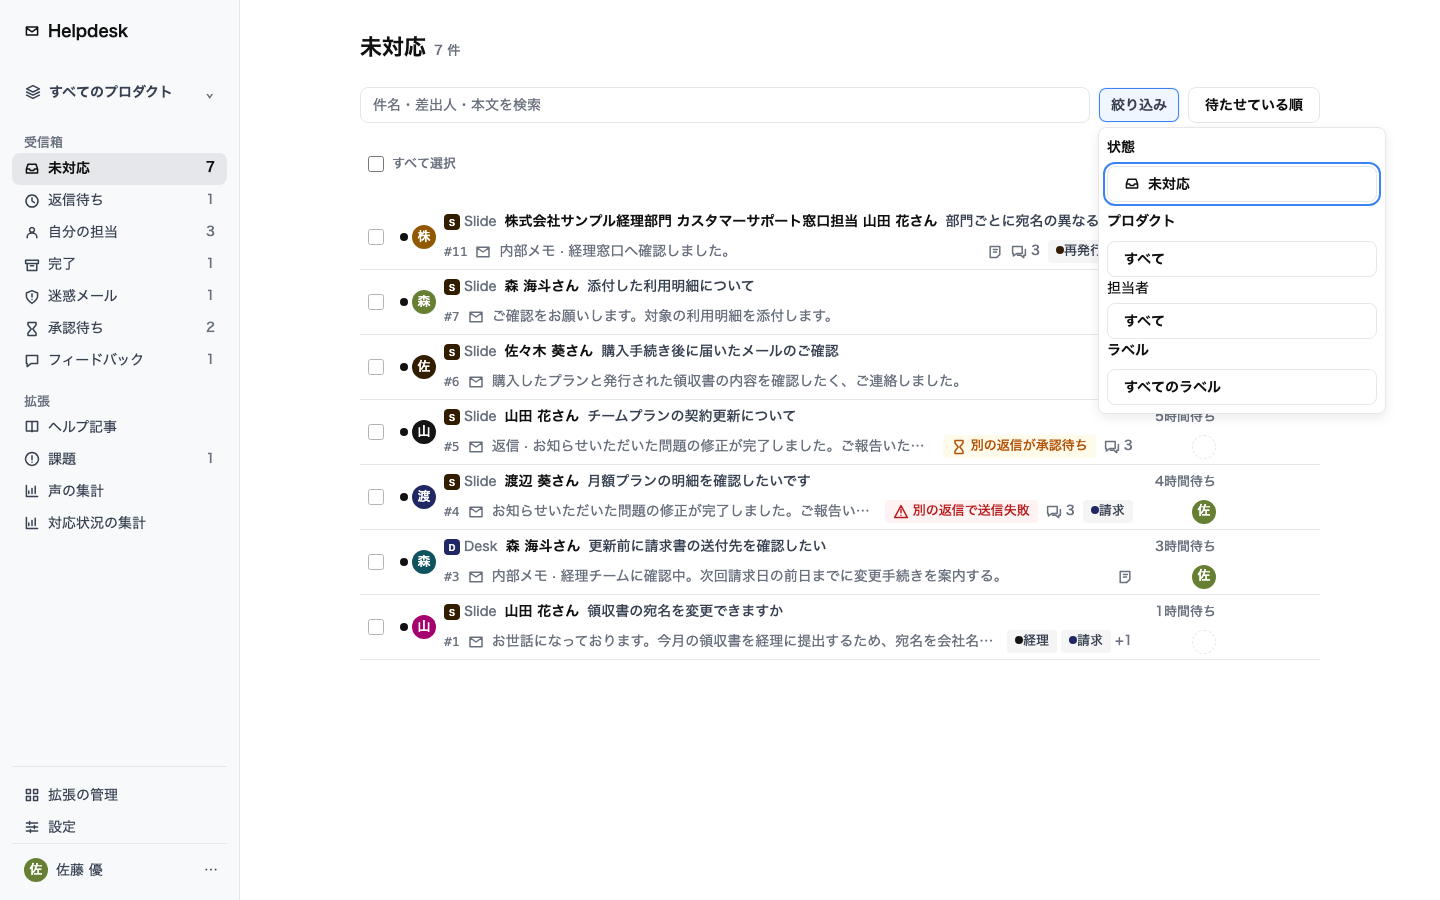 Helpdesk
すべてのプロダクト
受信箱
未対応 7
返信待ち 1
自分の担当 3
完了 1
迷惑メール 1
承認待ち 2
フィードバック 1
拡張
ヘルプ記事
課題 1
声の集計
対応状況の集計
拡張の管理
設定
佐 佐藤 優 …
未対応 7 件
件名・差出人・本文を検索 絞り込み 待たせている順
すべて選択
状態
未対応
プロダクト
すべて
担当者
すべて
ラベル
すべてのラベル
株 S Slide 株式会社サンプル経理部門 カスタマーサポート窓口担当 山田 花さん 部門ごとに宛名の異なる
#11 内部メモ · 経理窓口へ確認しました。 3 再発行
森 S Slide 森 海斗さん 添付した利用明細について
#7 ご確認をお願いします。対象の利用明細を添付します。
佐 S Slide 佐々木 葵さん 購入手続き後に届いたメールのご確認
#6 購入したプランと発行された領収書の内容を確認したく、ご連絡しました。
山 S Slide 山田 花さん チームプランの契約更新について 5時間待ち
#5 返信 · お知らせいただいた問題の修正が完了しました。ご報告いた… 別の返信が承認待ち 3
渡 S Slide 渡辺 葵さん 月額プランの明細を確認したいです 4時間待ち
#4 お知らせいただいた問題の修正が完了しました。ご報告い… 別の返信で送信失敗 3 請求 佐
森 D Desk 森 海斗さん 更新前に請求書の送付先を確認したい 3時間待ち
#3 内部メモ · 経理チームに確認中。次回請求日の前日までに変更手続きを案内する。 佐
山 S Slide 山田 花さん 領収書の宛名を変更できますか 1時間待ち
#1 お世話になっております。今月の領収書を経理に提出するため、宛名を会社名… 経理 請求 +1